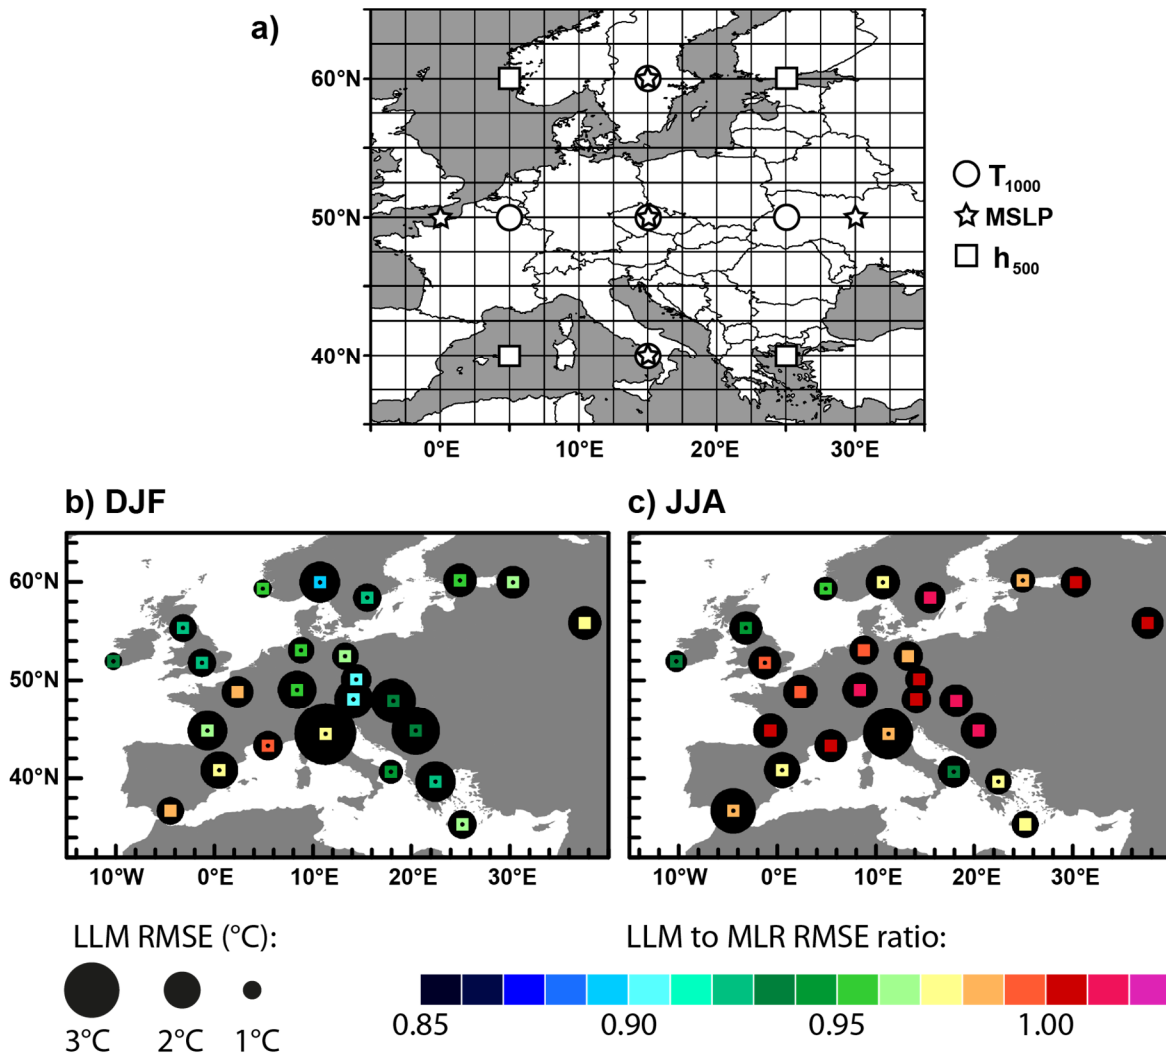 a)
60°N
50°N
40°N
0°E 10°E 20°E 30°E
T1000
MSLP
h500
b) DJF
c) JJA
60°N
50°N
40°N
10°W 0°E 10°E 20°E 30°E
10°W 0°E 10°E 20°E 30°E
LLM RMSE (°C):
3°C 2°C 1°C
LLM to MLR RMSE ratio:
0.85 0.90 0.95 1.00